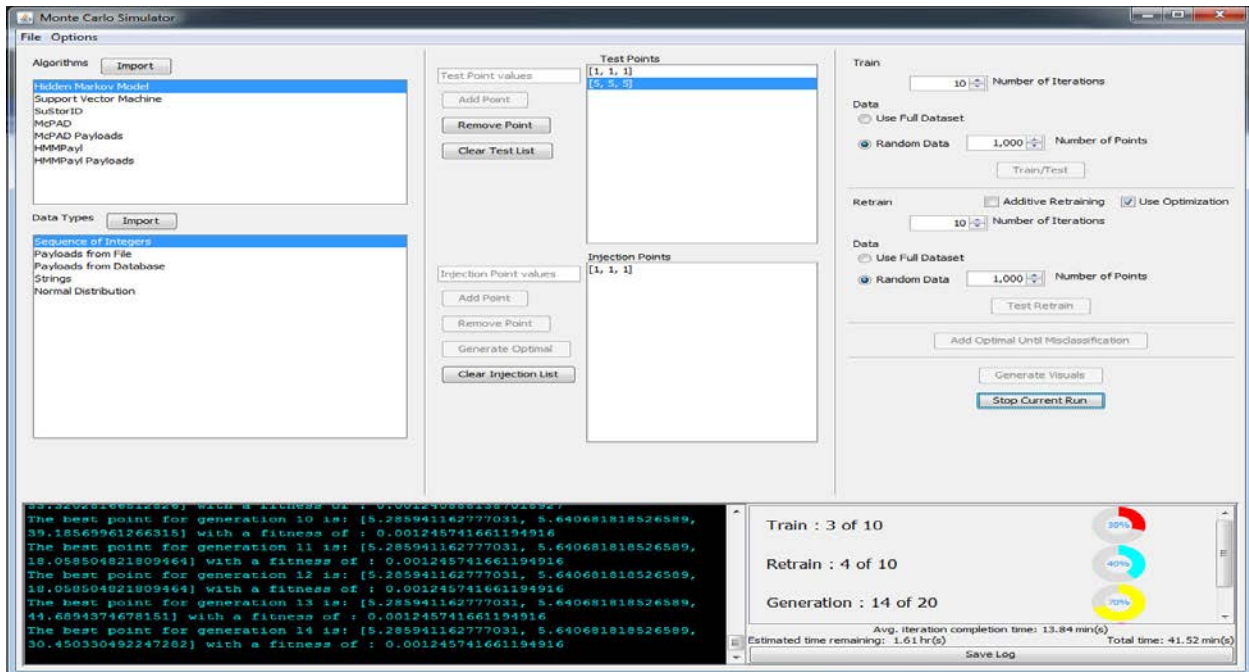 Monte Carlo Simulator
File Options
Algorithms Import
Hidden Markov Model
Support Vector Machine
SuStorID
McPAD
McPAD Payloads
HMMPayl
HMMPayl Payloads
Data Types Import
Sequence of Integers
Payloads from File
Payloads from Database
Strings
Normal Distribution
Test Points
Test Point values
Add Point
Remove Point
Clear Test List
[1, 1, 1]
[5, 5, 5]
Injection Points
Injection Point values
Add Point
Remove Point
Generate Optimal
Clear Injection List
[1, 1, 1]
Train
10 Number of Iterations
Data
Use Full Dataset
Random Data 1,000 Number of Points
Train/Test
Retrain Additive Retraining Use Optimization
10 Number of Iterations
Data
Use Full Dataset
Random Data 1,000 Number of Points
Test Retrain
Add Optimal Until Misclassification
Generate Visuals
Stop Current Run
with a fitness of :
The best point for generation 10 is: [5.285941162777031, 5.640681818526589,
39.18569961266315] with a fitness of : 0.001245741661194916
The best point for generation 11 is: [5.285941162777031, 5.640681818526589,
18.058504821809464] with a fitness of : 0.001245741661194916
The best point for generation 12 is: [5.285941162777031, 5.640681818526589,
18.058504821809464] with a fitness of : 0.001245741661194916
The best point for generation 13 is: [5.285941162777031, 5.640681818526589,
44.6894374678151] with a fitness of : 0.001245741661194916
The best point for generation 14 is: [5.285941162777031, 5.640681818526589,
30.450330492247282] with a fitness of : 0.001245741661194916
Train : 3 of 10 30%
Retrain : 4 of 10 40%
Generation : 14 of 20 70%
Avg. iteration completion time: 13.84 min(s)
Estimated time remaining: 1.61 hr(s) Total time: 41.52 min(s)
Save Log